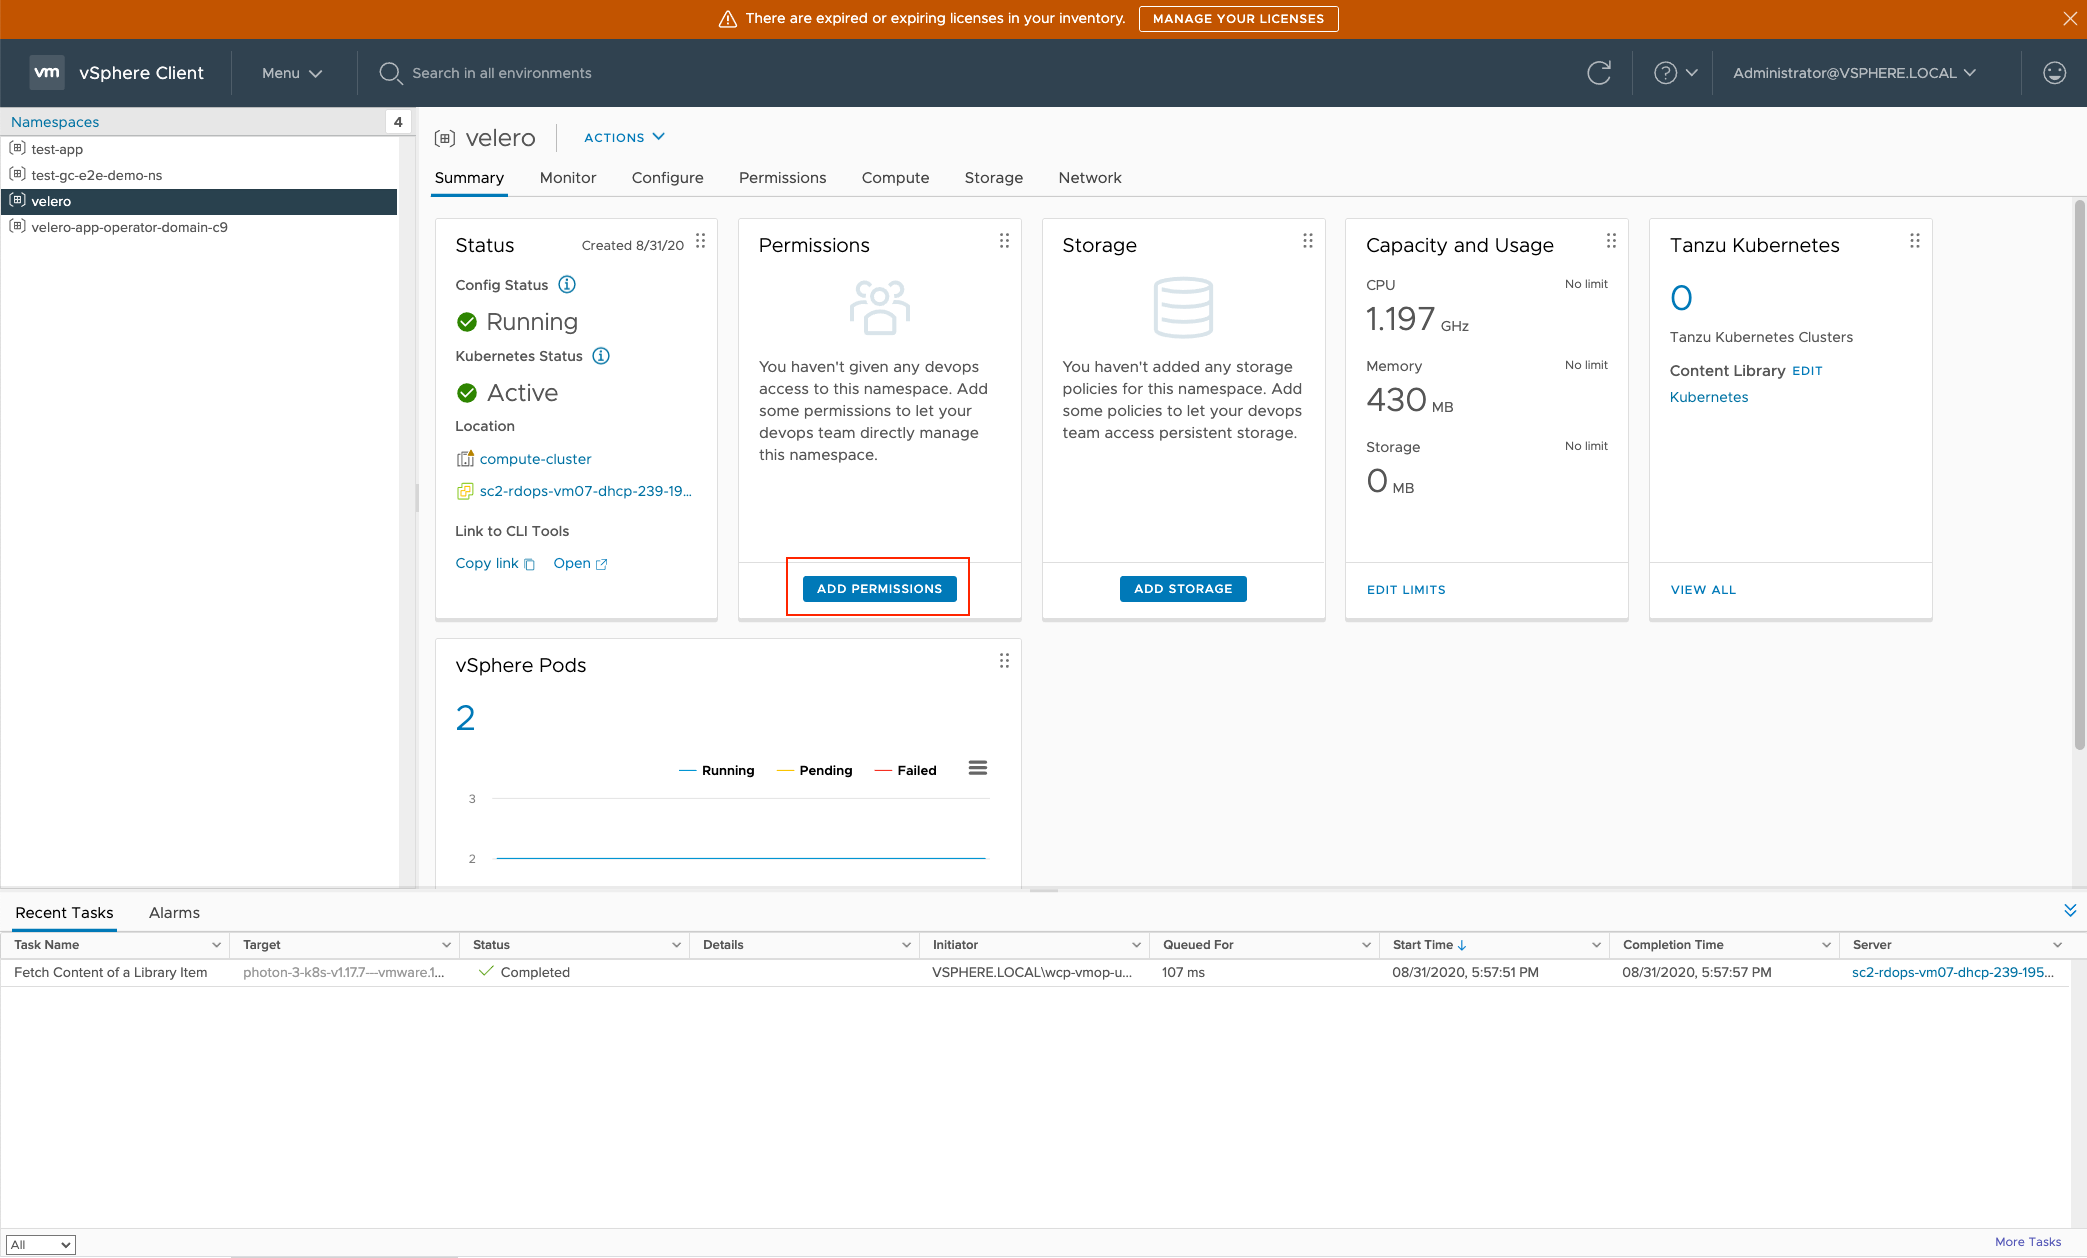 There are expired or expiring licenses in your inventory. MANAGE YOUR LICENSES
vm vSphere Client Menu Search in all environments Administrator@VSPHERE.LOCAL
Namespaces 4
test-app
test-gc-e2e-demo-ns
velero
velero-app-operator-domain-c9
velero ACTIONS
Summary Monitor Configure Permissions Compute Storage Network
Status Created 8/31/20
Config Status
Running
Kubernetes Status
Active
Location
compute-cluster
sc2-rdops-vm07-dhcp-239-19...
Link to CLI Tools
Copy link Open
Permissions
You haven't given any devops
access to this namespace. Add
some permissions to let your
devops team directly manage
this namespace.
ADD PERMISSIONS
Storage
You haven't added any storage
policies for this namespace. Add
some policies to let your devops
team access persistent storage.
ADD STORAGE
Capacity and Usage
CPU No limit
1.197 GHz
Memory No limit
430 MB
Storage No limit
0 MB
EDIT LIMITS
Tanzu Kubernetes
0
Tanzu Kubernetes Clusters
Content Library EDIT
Kubernetes
VIEW ALL
vSphere Pods
2
Running Pending Failed
3
2
Recent Tasks Alarms
Task Name Target Status Details Initiator Queued For Start Time Completion Time Server
Fetch Content of a Library Item photon-3-k8s-v1.17.7---vmware.1... Completed VSPHERE.LOCAL\wcp-vmop-u... 107 ms 08/31/2020, 5:57:51 PM 08/31/2020, 5:57:57 PM sc2-rdops-vm07-dhcp-239-195...
All More Tasks